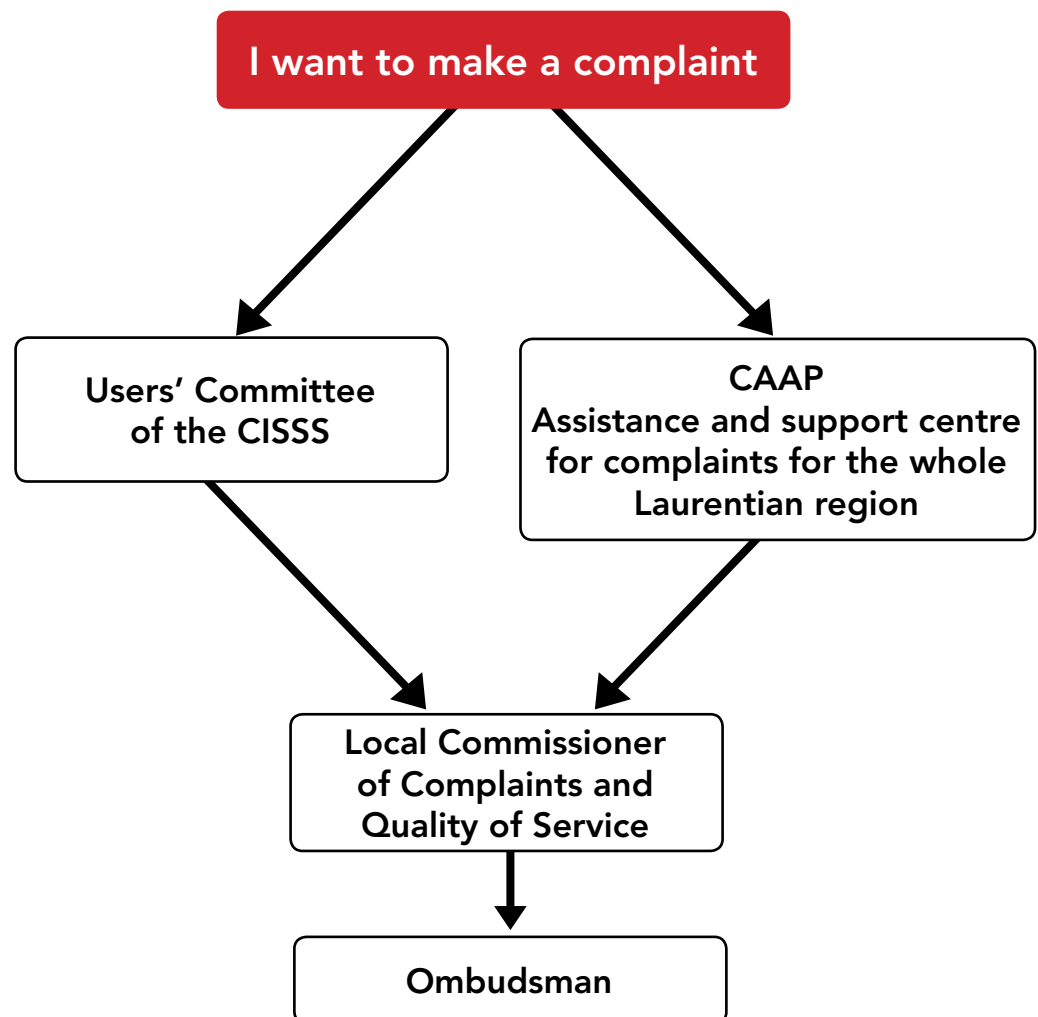 I want to make a complaint
Users’ Committee
of the CISSS
CAAP
Assistance and support centre
for complaints for the whole
Laurentian region
Local Commissioner
of Complaints and
Quality of Service
Ombudsman